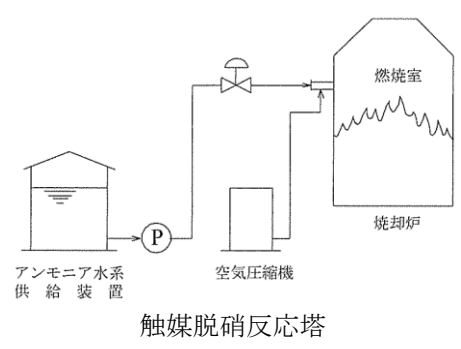 燃焼室
焼却炉
P
アンモニア水系
供給装置
空気圧縮機
触媒脱硝反応塔